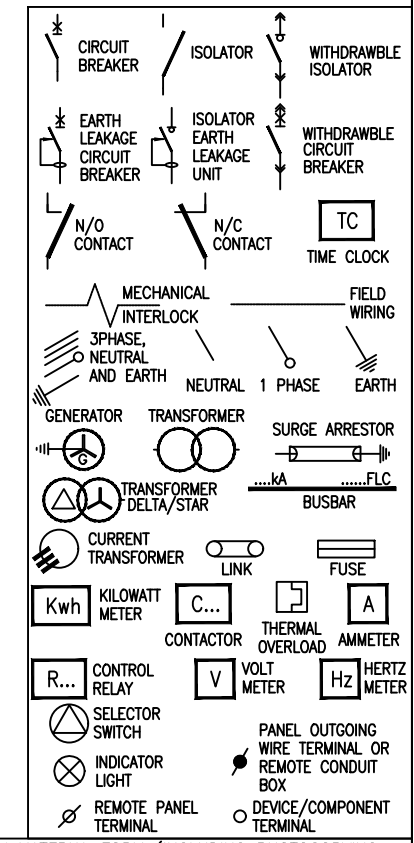 CIRCUIT
BREAKER
ISOLATOR
WITHDRAWBLE
ISOLATOR
EARTH
LEAKAGE
CIRCUIT
BREAKER
ISOLATOR
EARTH
LEAKAGE
UNIT
WITHDRAWBLE
CIRCUIT
BREAKER
N/O
CONTACT
N/C
CONTACT
TC
TIME CLOCK
MECHANICAL
INTERLOCK
FIELD
WIRING
3PHASE,
NEUTRAL
AND EARTH
NEUTRAL
1 PHASE
EARTH
GENERATOR
G
TRANSFORMER
SURGE ARRESTOR
TRANSFORMER
DELTA/STAR
....kA ......FLC
BUSBAR
CURRENT
TRANSFORMER
LINK
FUSE
Kwh
KILOWATT
METER
C...
CONTACTOR
THERMAL
OVERLOAD
A
AMMETER
R...
CONTROL
RELAY
V
VOLT
METER
Hz
HERTZ
METER
SELECTOR
SWITCH
PANEL OUTGOING
WIRE TERMINAL OR
REMOTE CONDUIT
BOX
INDICATOR
LIGHT
REMOTE PANEL
TERMINAL
DEVICE/COMPONENT
TERMINAL